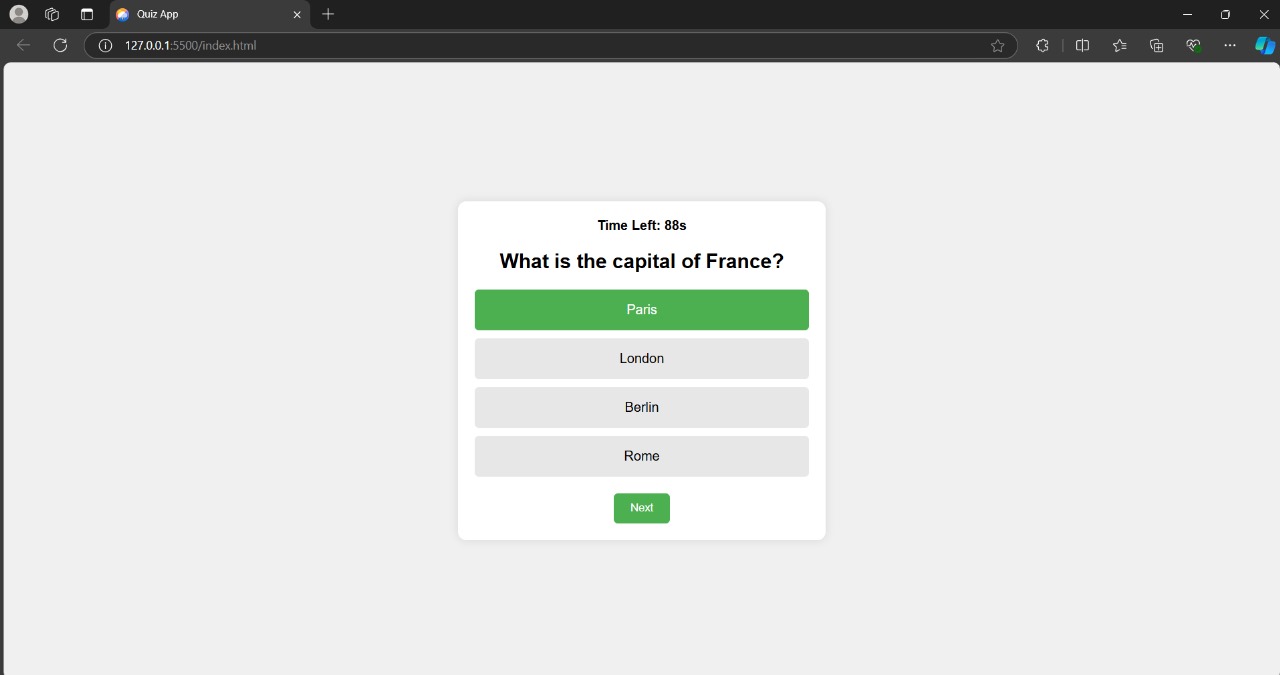 Quiz App
127.0.0.1:5500/index.html
Time Left: 88s
What is the capital of France?
Paris
London
Berlin
Rome
Next